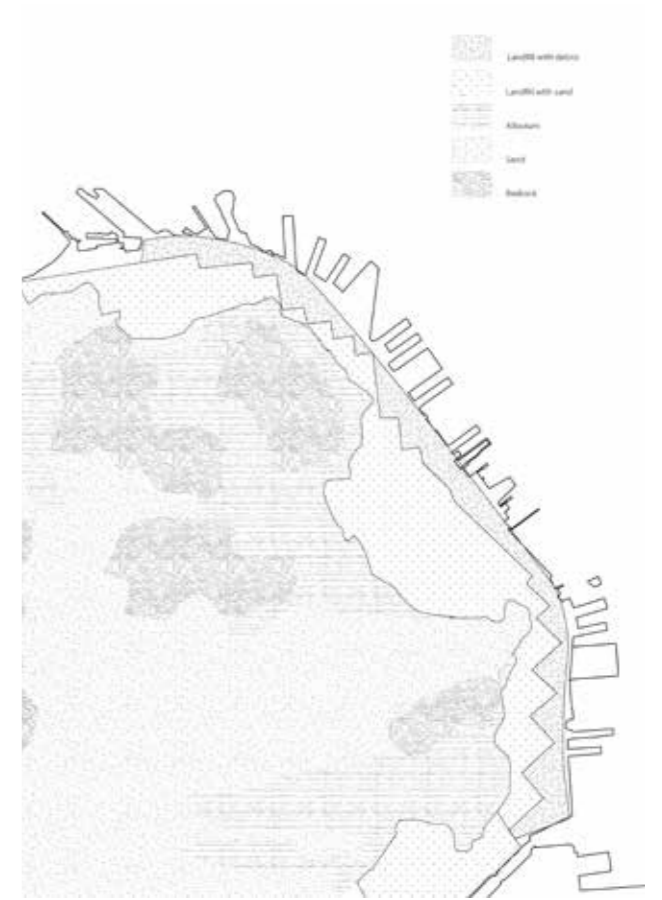 Landfill with debris
Landfill with sand
Alluvium
Sand
Bedrock